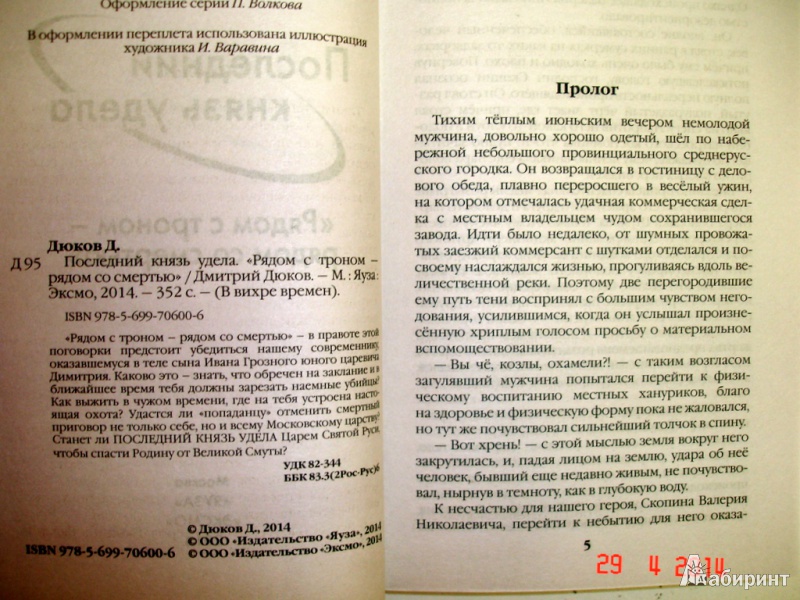 Оформление серии П. Волкова
В оформлении переплета использована иллюстрация
художника И. Варавина
Дюков Д.
Д 95 Последний князь удела. «Рядом с троном –
рядом со смертью» / Дмитрий Дюков. – М. : Яуза:
Эксмо, 2014. – 352 с. – (В вихре времен).
ISBN 978-5-699-70600-6
«Рядом с троном – рядом со смертью» – в правоте этой
поговорки предстоит убедиться нашему современнику,
оказавшемуся в теле сына Ивана Грозного юного царевича
Димитрия. Каково это – знать, что обречен на заклание и в
ближайшее время тебя должны зарезать наемные убийцы?
Как выжить в чужом времени, где на тебя устроена насто-
ящая охота? Удастся ли «попаданцу» отменить смертный
приговор не только себе, но и всему Московскому царству?
Станет ли ПОСЛЕДНИЙ КНЯЗЬ УДЕЛА Царем Святой Руси,
чтобы спасти Родину от Великой Смуты?
УДК 82-344
ББК 83.3(2Рос-Рус)6
© Дюков Д., 2014
© ООО «Издательство «Яуза», 2014
ISBN 978-5-699-70600-6 © ООО «Издательство «Эксмо», 2014
Пролог
Тихим тёплым июньским вечером немолодой
мужчина, довольно хорошо одетый, шёл по набе-
режной небольшого провинциального среднерус-
ского городка. Он возвращался в гостиницу с дело-
вого обеда, плавно переросшего в весёлый ужин,
на котором отмечалась удачная коммерческая сдел-
ка с местным владельцем чудом сохранившегося
завода. Идти было недалеко, от шумных провожа-
тых заезжий коммерсант с шутками отделался и по-
своему наслаждался жизнью, прогуливаясь вдоль
величественной реки. Поэтому две перегородившие
ему путь тени воспринял с большим чувством него-
дования, усилившимся, когда он услышал произне-
сённую хриплым голосом просьбу о материальном
вспомоществовании.
— Вы чё, козлы, охамели?! — с таким возгласом
загулявший мужчина попытался перейти к физи-
ческому воспитанию местных хануриков, благо
на здоровье и физическую форму пока не жаловался,
но тут же почувствовал сильнейший толчок в спину.
— Вот хрень! — с этой мыслью земля вокруг него
закрутилась, и, падая лицом на землю, удара об неё
человек, бывший еще недавно живым, не почувство-
вал, нырнув в темноту, как в глубокую воду.
К несчастью для нашего героя, Скопина Валерия
Николаевича, перейти к небытию для него оказа-
5
29 4 2014
Лабиринт